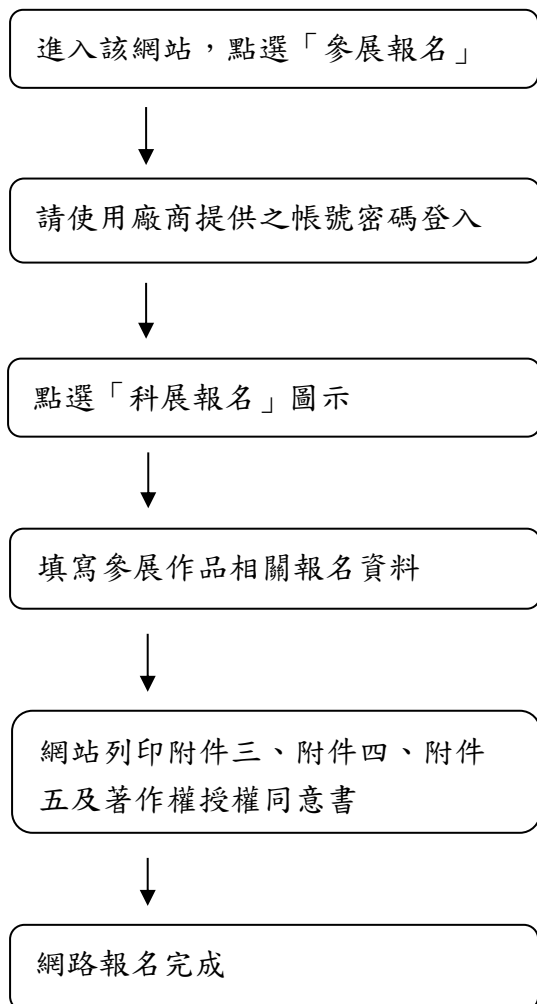 進入該網站，點選「參展報名」
請使用廠商提供之帳號密碼登入
點選「科展報名」圖示
填寫參展作品相關報名資料
網站列印附件三、附件四、附件
五及著作權授權同意書
網路報名完成